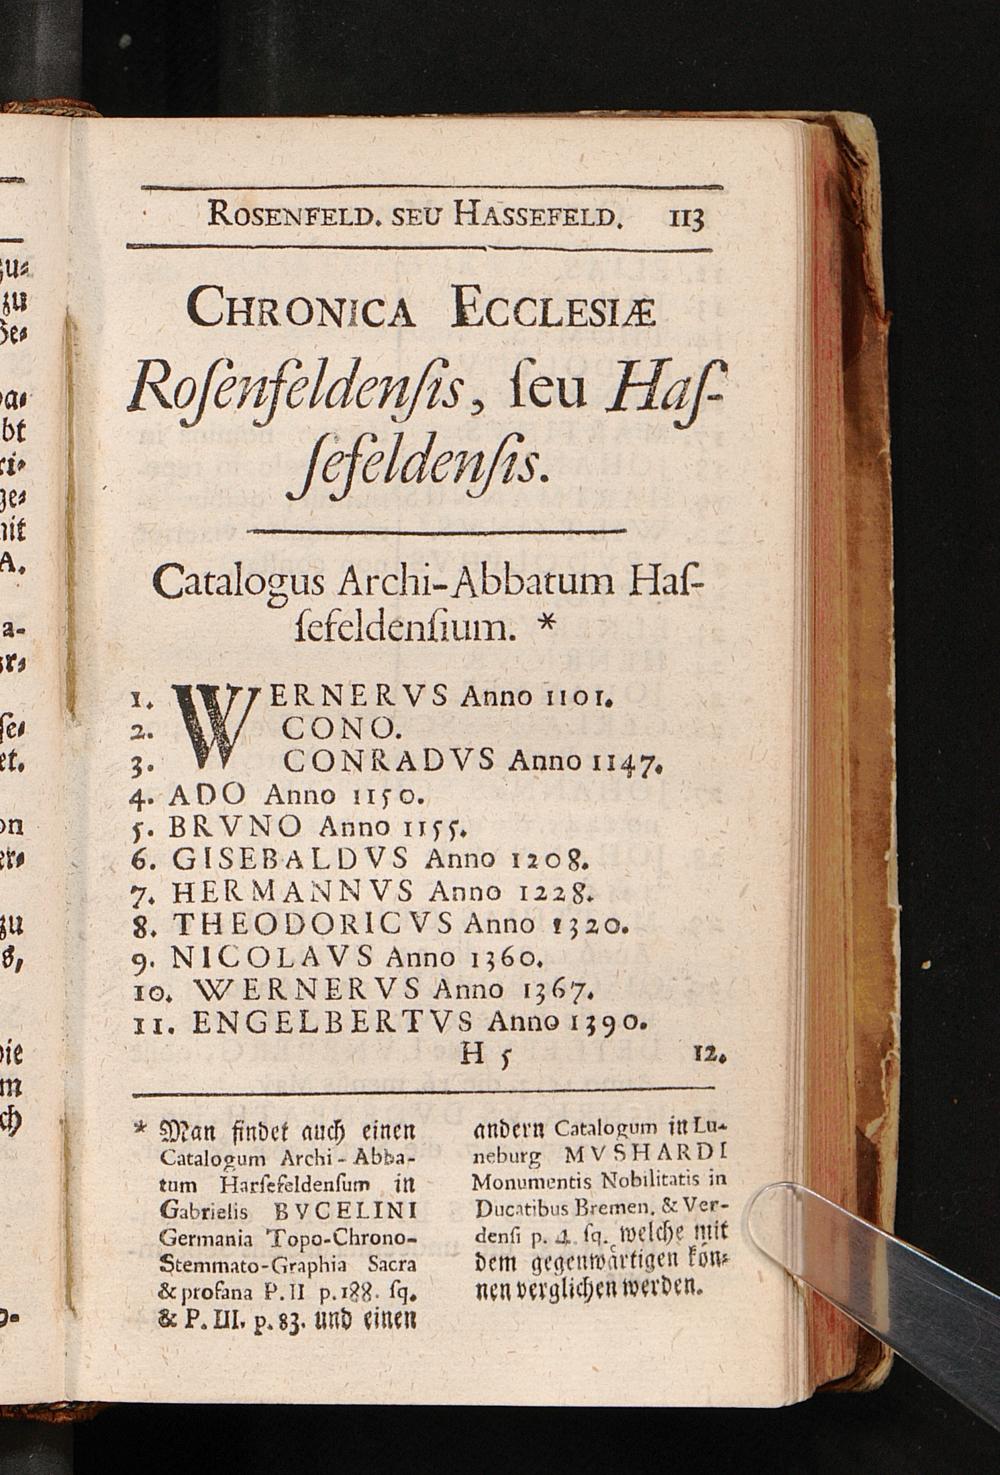 ROSENFELD. SEU HASSEFELD. 113
CHRONICA ECCLESIÆ
Roſenfeldenſis, ſeu Haſ-
ſefeldenſis.
Catalogus Archi-Abbatum Haſ-
ſefeldenſium. *
1. WERNERVS Anno 1101.
2. CONO.
3. CONRADVS Anno 1147.
4. ADO Anno 1150.
5. BRVNO Anno 1155.
6. GISEBALDVS Anno 1208.
7. HERMANNVS Anno 1228.
8. THEODORICVS Anno 1320.
9. NICOLAVS Anno 1360.
10. WERNERVS Anno 1367.
11. ENGELBERTVS Anno 1390.
H 5 12.
* Man findet auch einen
Catalogum Archi-Abba-
tum Harſefeldenſum in
Gabrielis BVCELINI
Germania Topo-Chrono-
Stemmato-Graphia Sacra
& profana P. II p. 188. ſq.
& P. III. p. 83. und einen
andern Catalogum in Lu-
neburg MVSHARDI
Monumentis Nobilitatis in
Ducatibus Bremen. & Ver-
denſi p. 4. ſq. welche mit
dem gegenwärtigen kön-
nen verglichen werden.